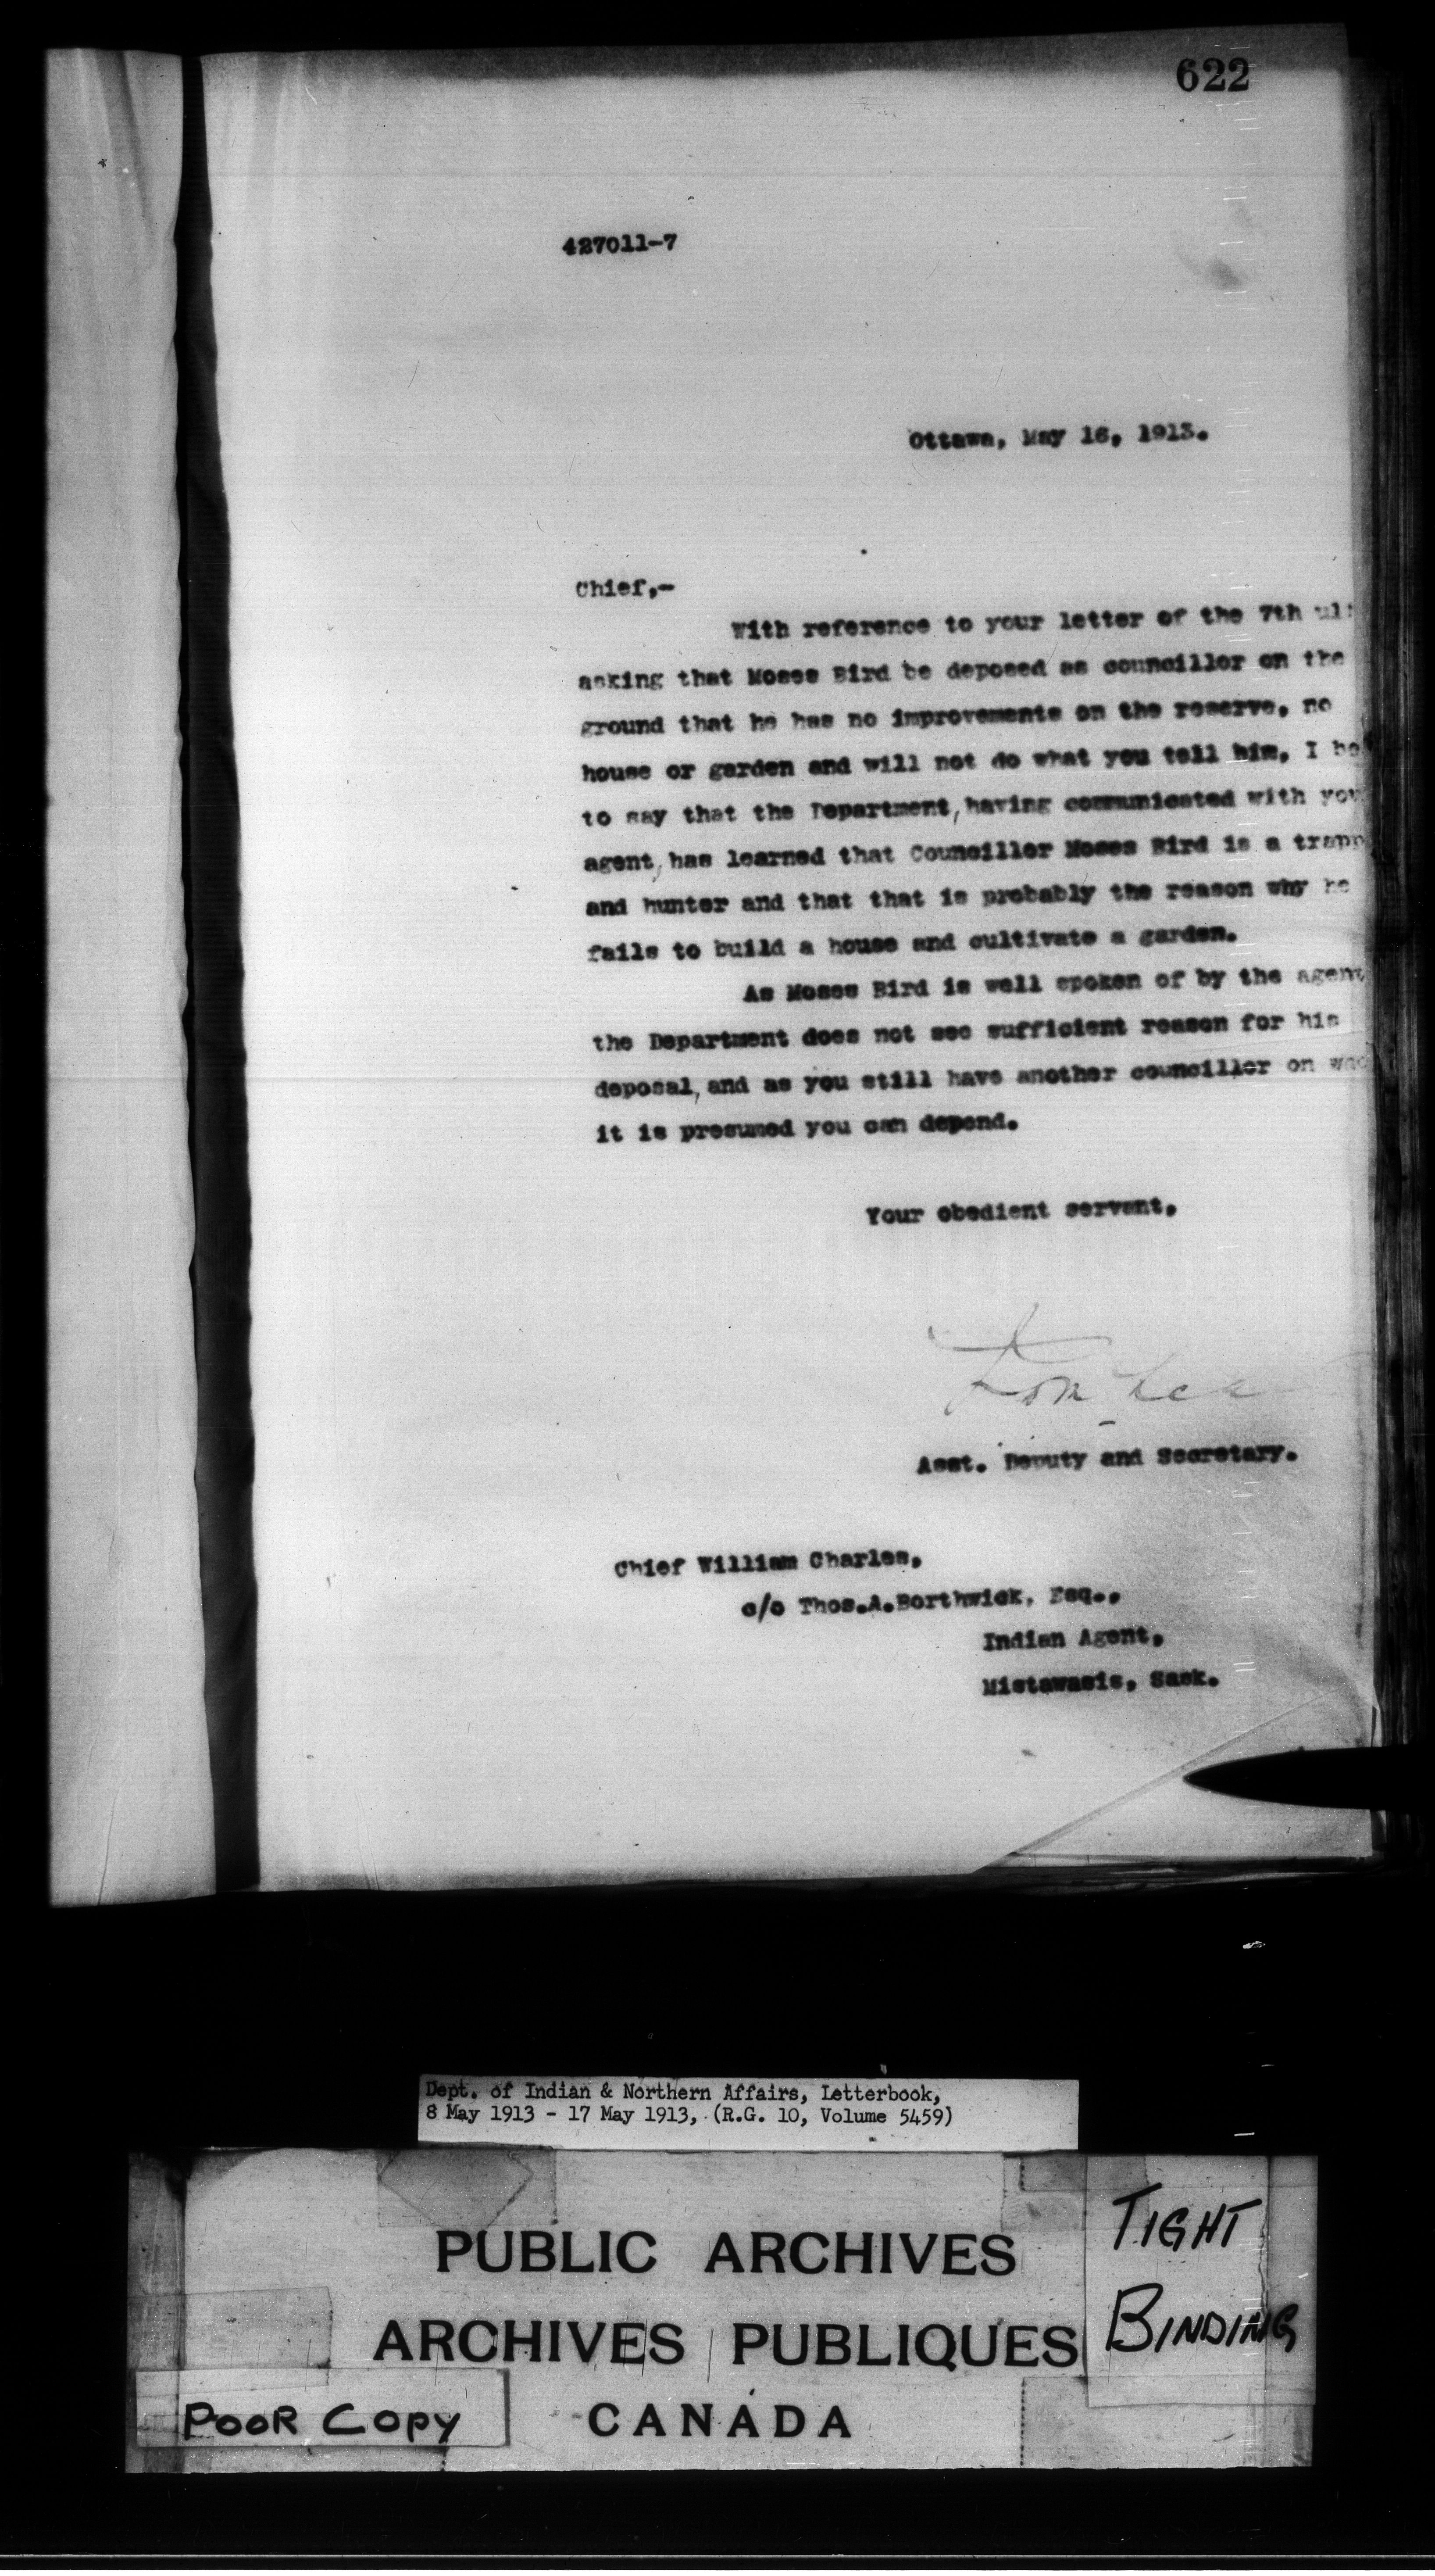 622
427011-7
Ottawa, May 16, 1913.
Chief,-
With reference to your letter of the 7th ul
asking that Moses Bird be deposed as councillor on the
ground that he has no improvements on the reserve, no
house or garden and will not do what you tell him, I be
to say that the Department, having communicated with you
agent, has learned that Councillor Moses Bird is a trapp
and hunter and that that is probably the reason why he
fails to build a house and cultivate a garden.
As Moses Bird is well spoken of by the agent
the Department does not see sufficient reason for his
deposal, and as you still have another councillor on who
it is presumed you can depend.
Your obedient servant,
Asst. Deputy and Secretary.
Chief William Charles,
c/o Thos.A.Borthwick, Esq.,
Indian Agent,
Mistawasis, Sask.
Dept. of Indian & Northern Affairs, Letterbook,
8 May 1913 - 17 May 1913, (R.G. 10, Volume 5459)
PUBLIC ARCHIVES
ARCHIVES PUBLIQUES
CANADA
TIGHT
BINDING
POOR COPY